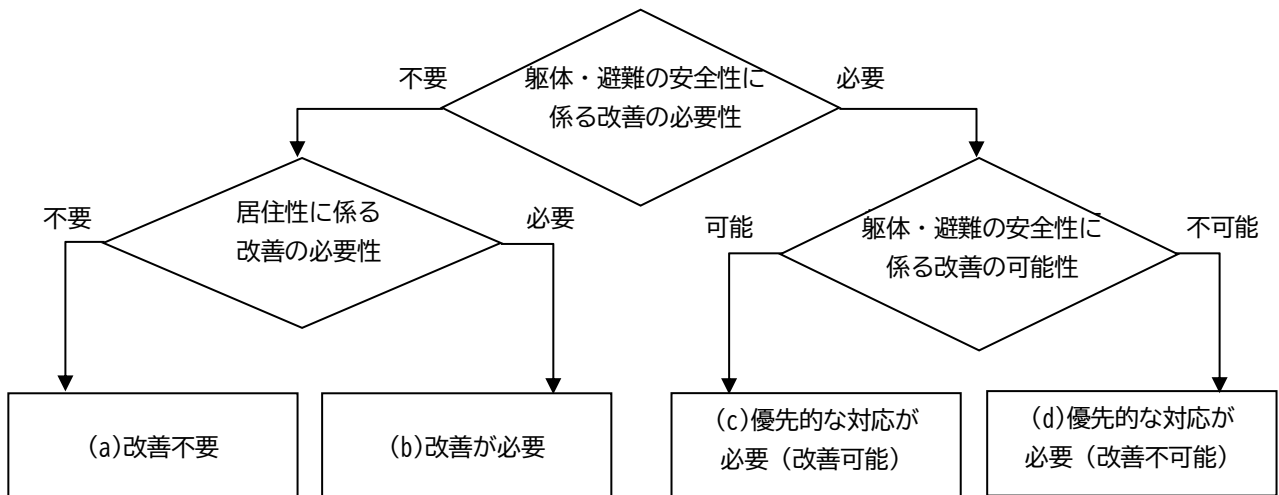 不要
躯体・避難の安全性に
係る改善の必要性
必要
不要
居住性に係る
改善の必要性
必要
可能
躯体・避難の安全性に
係る改善の可能性
不可能
(a)改善不要
(b)改善が必要
(c)優先的な対応が
必要（改善可能）
(d)優先的な対応が
必要（改善不可能）